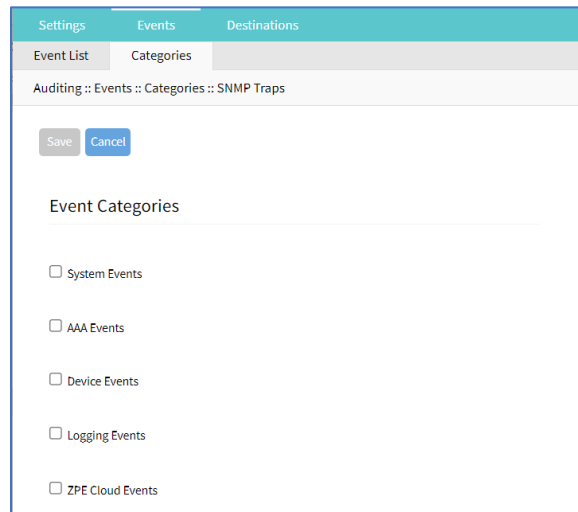 Settings Events Destinations
Event List Categories
Auditing :: Events :: Categories :: SNMP Traps
Save Cancel
Event Categories
System Events
AAA Events
Device Events
Logging Events
ZPE Cloud Events